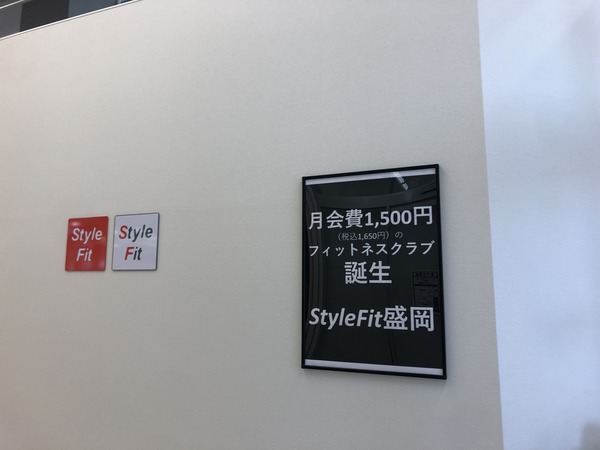 Style
Fit
Style
Fit
月会費1,500円
（税込1,650円）の
フィットネスクラブ
誕生
StyleFit盛岡